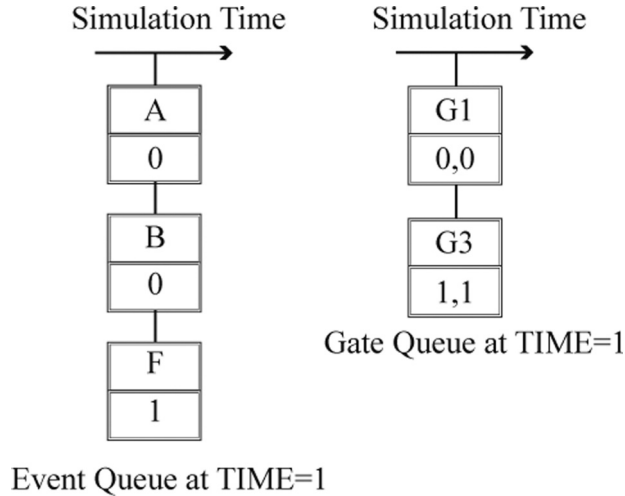 Simulation Time
A
0
B
0
F
1
Event Queue at TIME=1
Simulation Time
G1
0,0
G3
1,1
Gate Queue at TIME=1